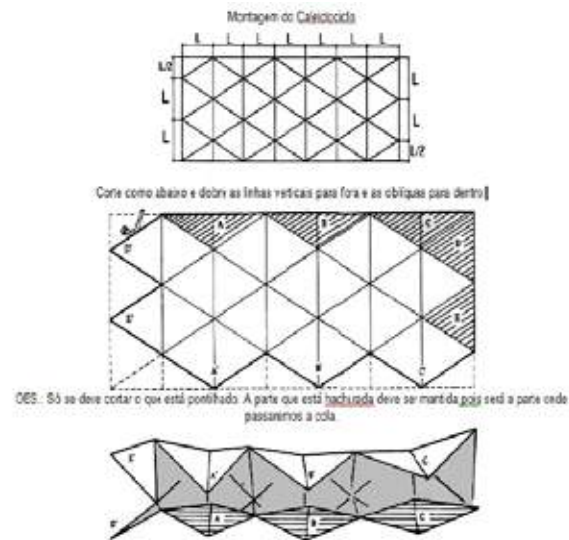 Montagem do Caleidociclo
L L L L L L L
L/2 L
L L
L L/2
Corte como abaixo e dobre as linhas verticais para fora e as oblíquas para dentro
A B C
D' D
E' E
A' B' C'
OBS.: Só se deve cortar o que está pontilhado. A parte que está hachurada deve ser mantida pois será a parte onde
passaremos a cola.
E' A' B' C'
D' A B C